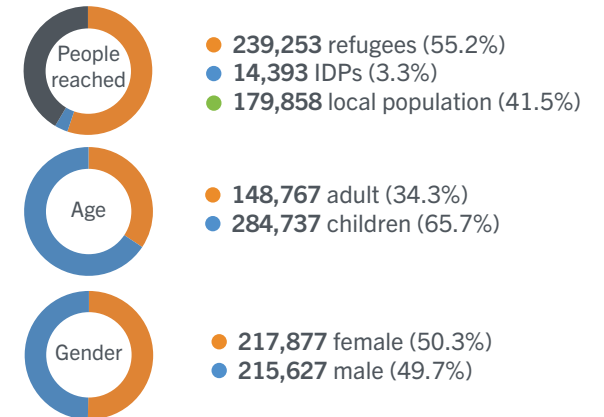 People
reached
239,253 refugees (55.2%)
14,393 IDPs (3.3%)
179,858 local population (41.5%)
Age
148,767 adult (34.3%)
284,737 children (65.7%)
Gender
217,877 female (50.3%)
215,627 male (49.7%)